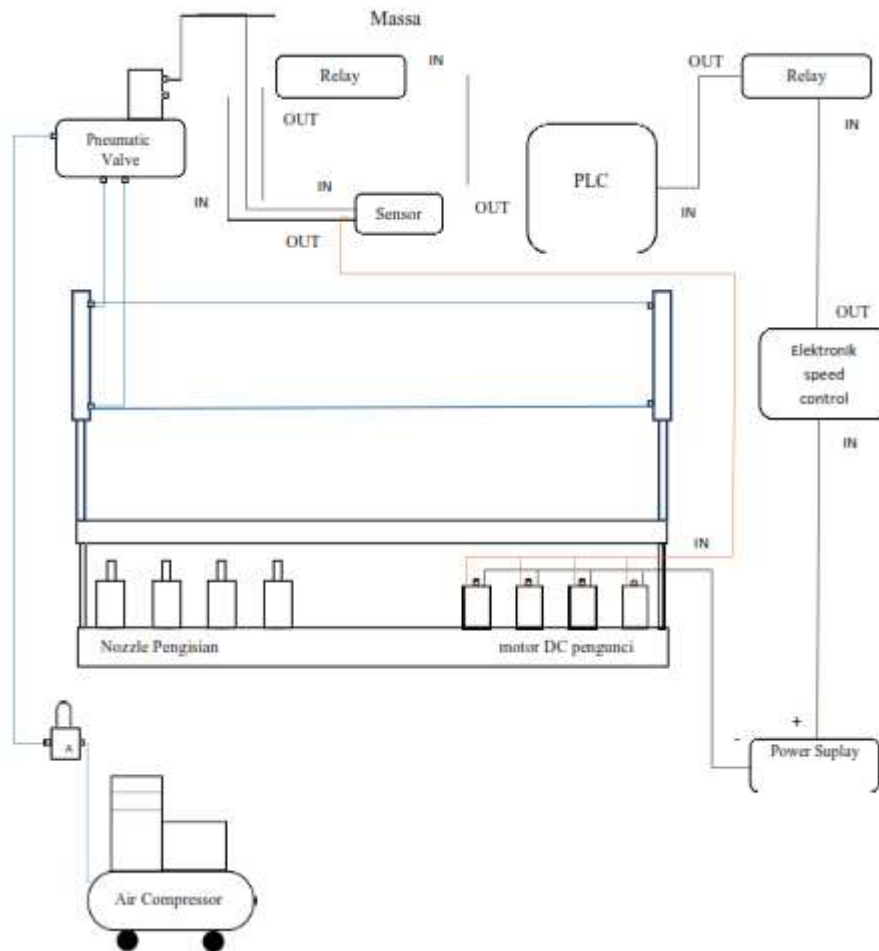 Massa
Relay
IN
OUT
Relay
OUT
IN
Pneumatic
Valve
IN
IN
Sensor
OUT
OUT
PLC
IN
OUT
Elektronik
speed
control
IN
IN
Nozzle Pengisian
motor DC pengunci
A
+
-
Power Suplay
Air Compressor